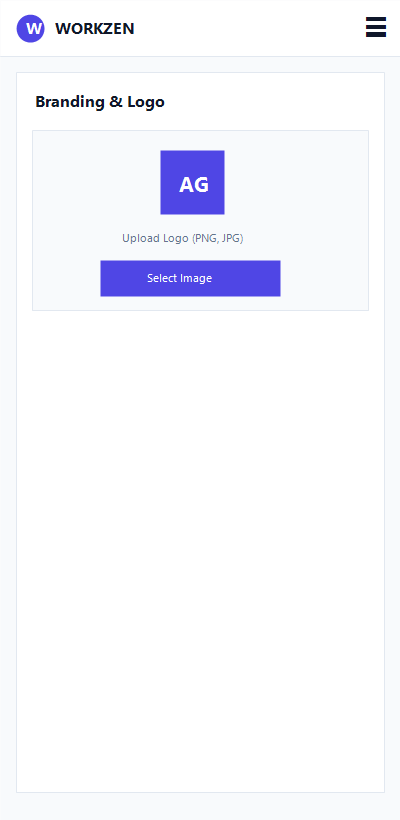 W WORKZEN
Branding & Logo
AG
Upload Logo (PNG, JPG)
Select Image